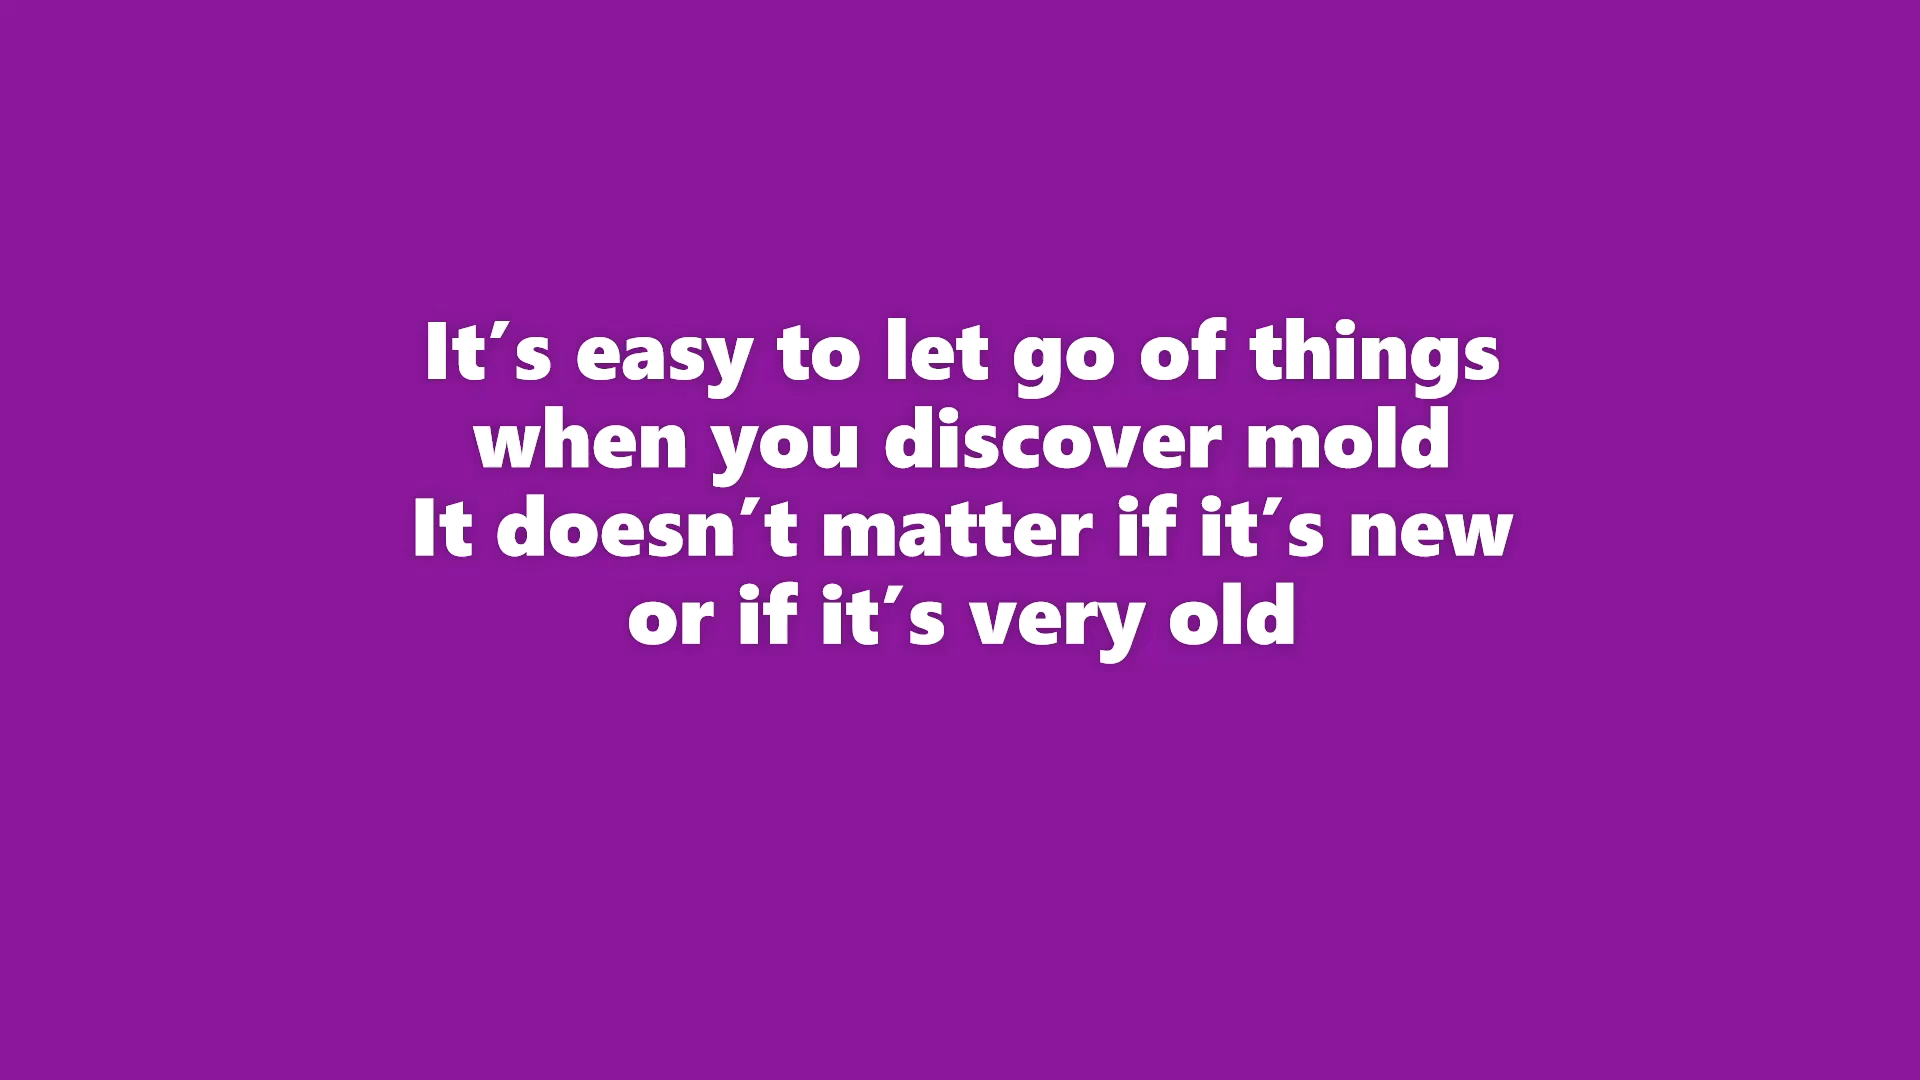 It’s easy to let go of things
when you discover mold
It doesn’t matter if it’s new
or if it’s very old